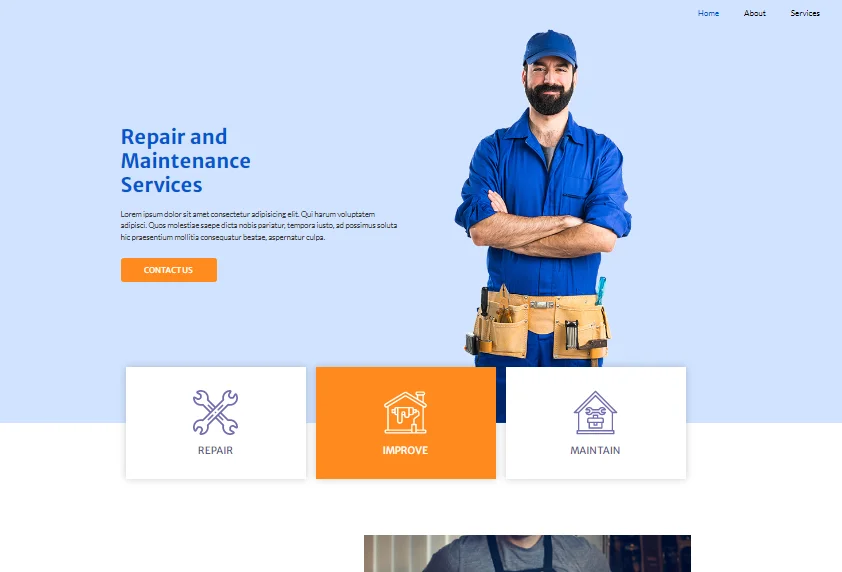 Home About Services
Repair and
Maintenance
Services
Lorem ipsum dolor sit amet consectetur adipisicing elit. Qui harum voluptatem
adipisci. Quos molestiae saepe dicta nobis pariatur, tempora iusto, ad possimus soluta
hic praesentium mollitia consequatur beatae, aspernatur culpa.
CONTACT US
REPAIR
IMPROVE
MAINTAIN